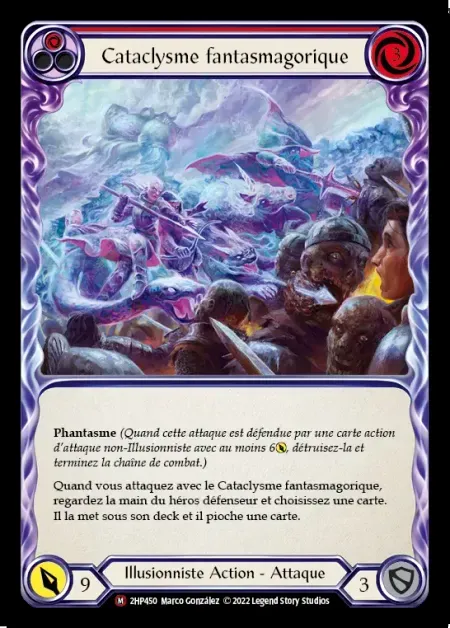 Cataclysme fantasmagorique
3
Phantasme (Quand cette attaque est défendue par une carte action
d'attaque non-Illusionniste avec au moins 6, détruisez-la et
terminez la chaîne de combat.)
Quand vous attaquez avec le Cataclysme fantasmagorique,
regardez la main du héros défenseur et choisissez une carte.
Il la met sous son deck et il pioche une carte.
9 Illusionniste Action - Attaque 3
M 2HP450 Marco González © 2022 Legend Story Studios